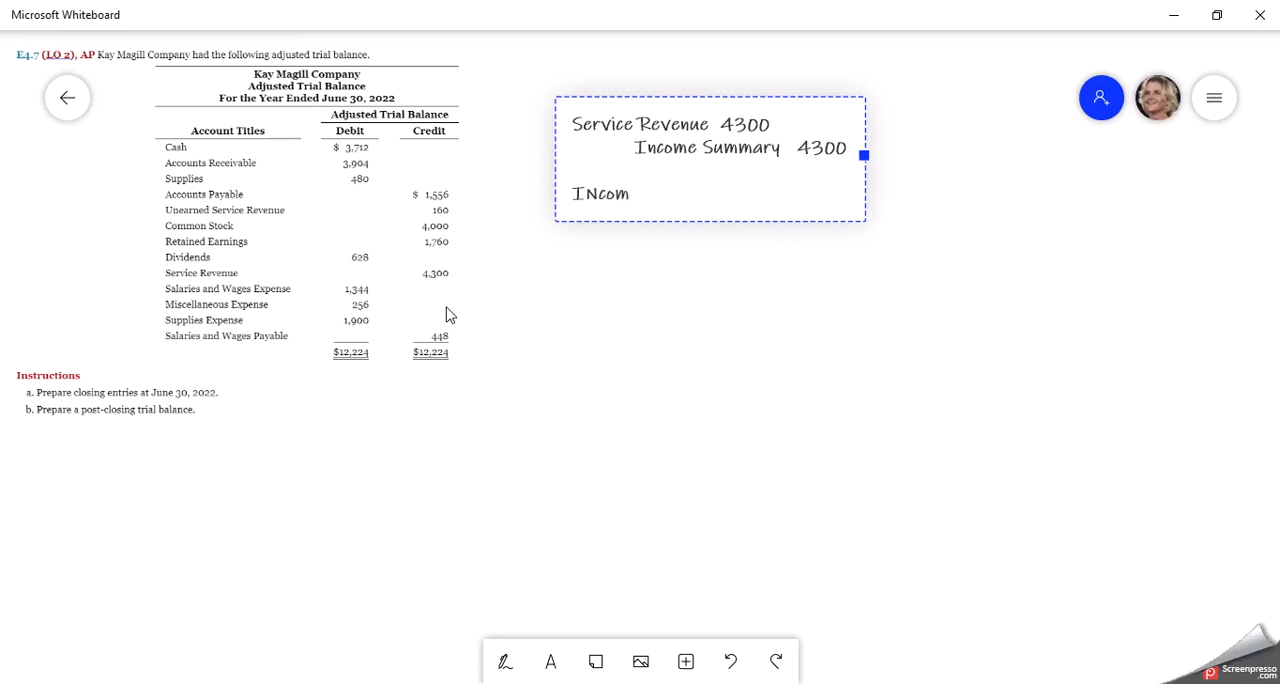 Microsoft Whiteboard
E4.7 (LO 2), AP Kay Magill Company had the following adjusted trial balance.
Kay Magill Company
Adjusted Trial Balance
For the Year Ended June 30, 2022
Adjusted Trial Balance
Account Titles Debit Credit
Cash $ 3,712
Accounts Receivable 3,904
Supplies 480
Accounts Payable $ 1,556
Unearned Service Revenue 160
Common Stock 4,000
Retained Earnings 1,760
Dividends 628
Service Revenue 4,300
Salaries and Wages Expense 1,344
Miscellaneous Expense 256
Supplies Expense 1,900
Salaries and Wages Payable 448
$12,224 $12,224
Instructions
a. Prepare closing entries at June 30, 2022.
b. Prepare a post-closing trial balance.
Service Revenue 4300
Income Summary 4300
INcom
A
Screenpresso
.com